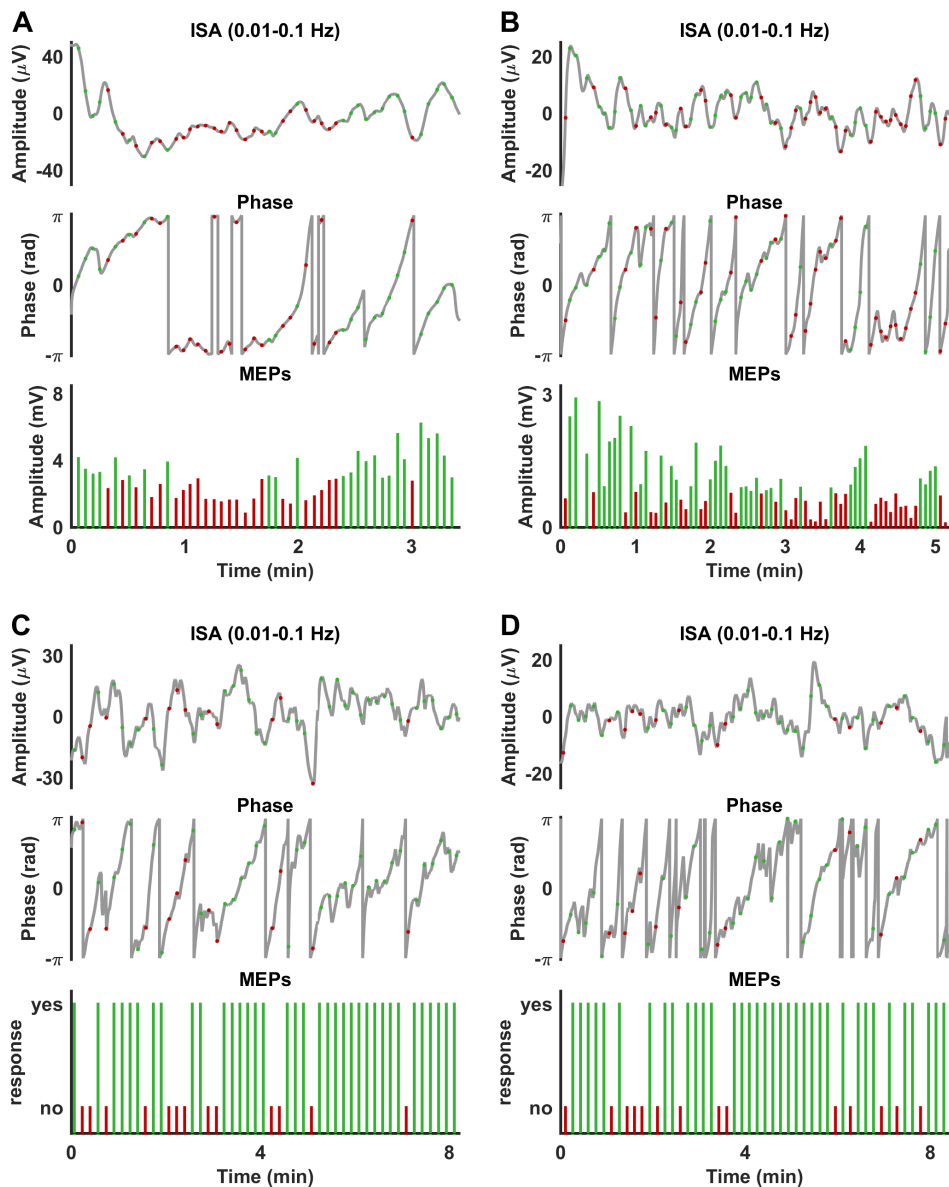 A
ISA (0.01-0.1 Hz)
Amplitude (μV)
40
0
-40
Phase
Phase (rad)
π
0
-π
MEPs
Amplitude (mV)
8
4
0
0 1 2 3
Time (min)
B
ISA (0.01-0.1 Hz)
Amplitude (μV)
20
0
-20
Phase
Phase (rad)
π
0
-π
MEPs
Amplitude (mV)
3
0
0 1 2 3 4 5
Time (min)
C
ISA (0.01-0.1 Hz)
Amplitude (μV)
30
0
-30
Phase
Phase (rad)
π
0
-π
MEPs
response
yes
no
0 4 8
Time (min)
D
ISA (0.01-0.1 Hz)
Amplitude (μV)
20
0
-20
Phase
Phase (rad)
π
0
-π
MEPs
response
yes
no
0 4 8
Time (min)